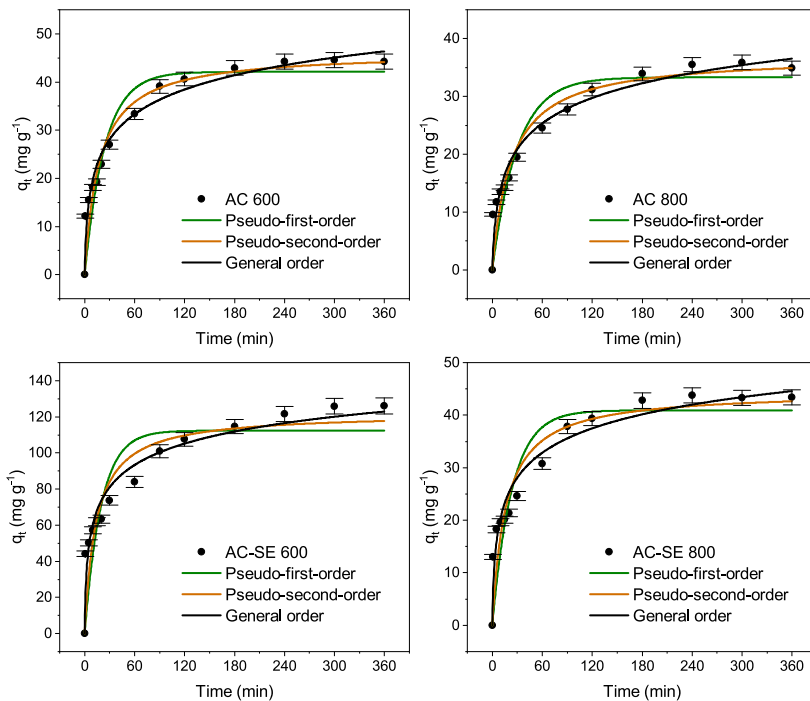 50
40
30
20
10
0
q_t (mg g⁻¹)
AC 600
Pseudo-first-order
Pseudo-second-order
General order
0 60 120 180 240 300 360
Time (min)
40
30
20
10
0
q_t (mg g⁻¹)
AC 800
Pseudo-first-order
Pseudo-second-order
General order
0 60 120 180 240 300 360
Time (min)
140
120
100
80
60
40
20
0
q_t (mg g⁻¹)
AC-SE 600
Pseudo-first-order
Pseudo-second-order
General order
0 60 120 180 240 300 360
Time (min)
50
40
30
20
10
0
q_t (mg g⁻¹)
AC-SE 800
Pseudo-first-order
Pseudo-second-order
General order
0 60 120 180 240 300 360
Time (min)